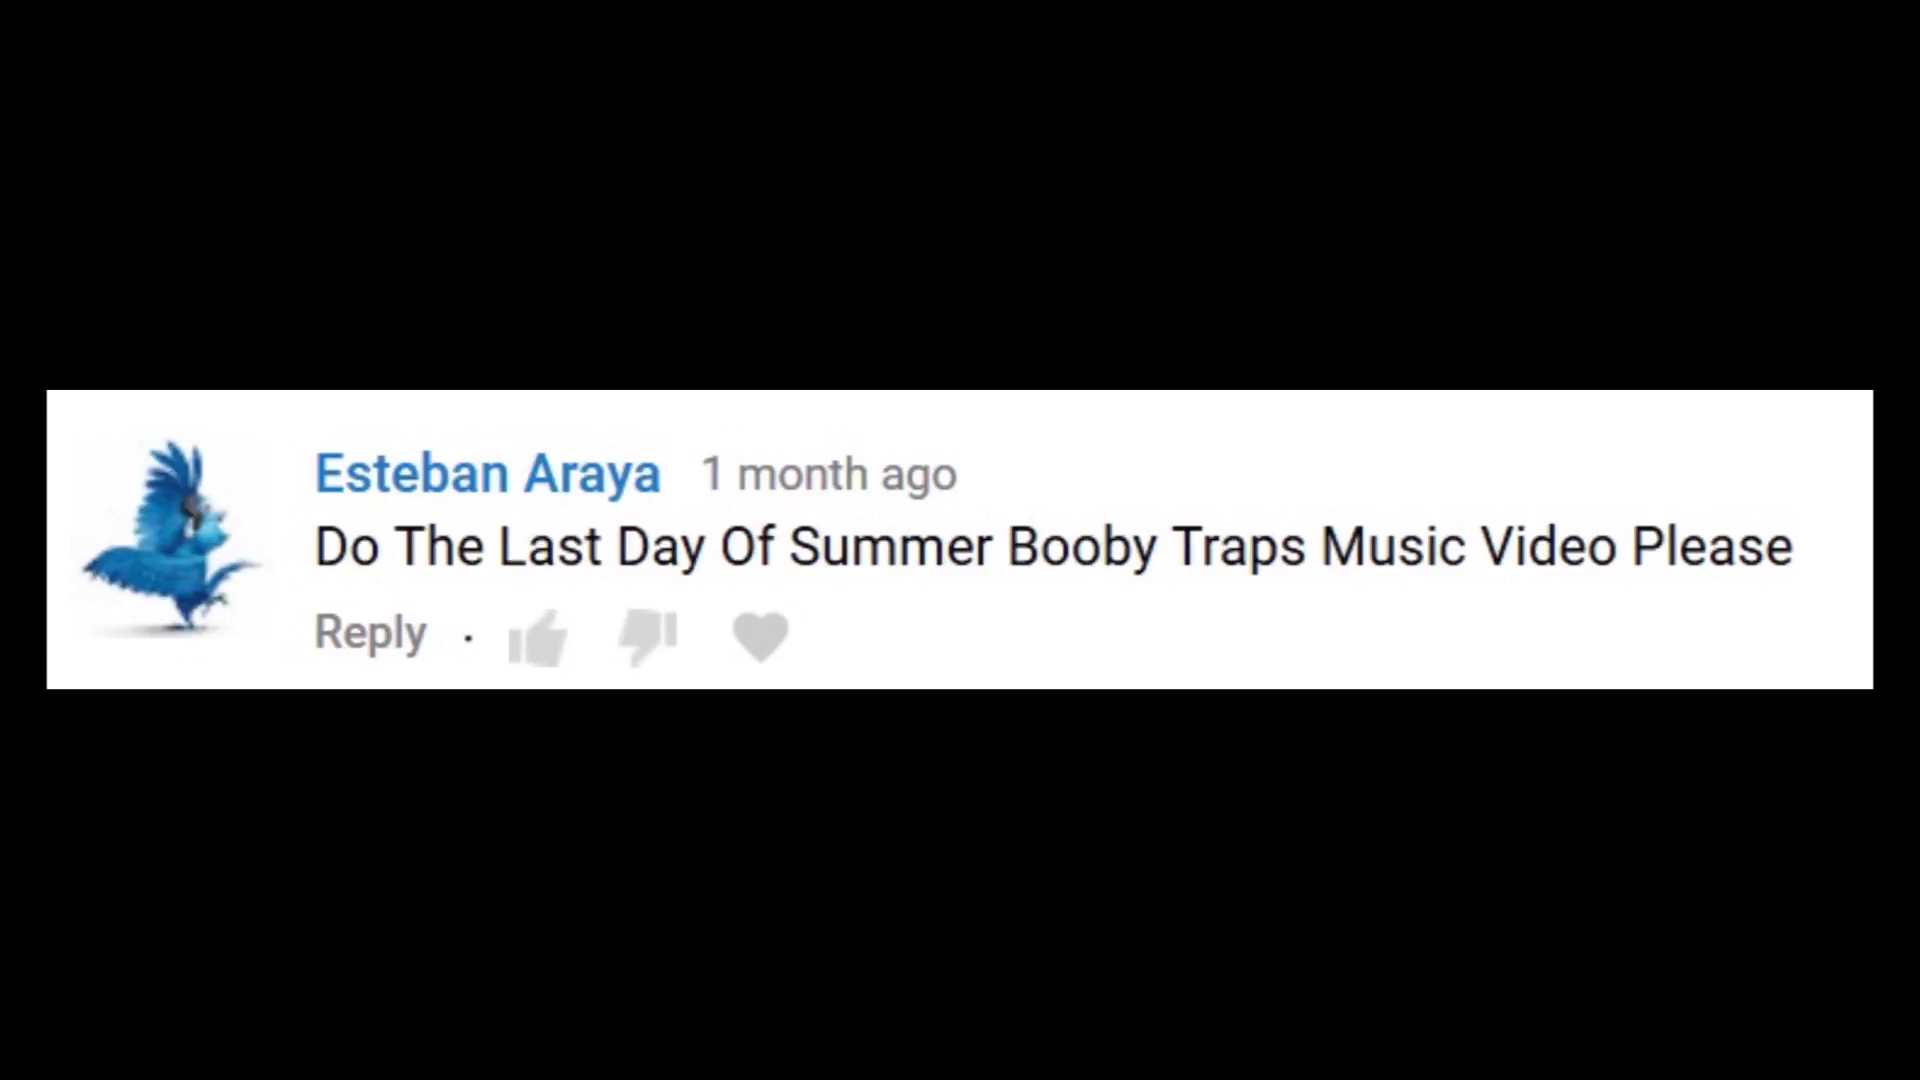 Esteban Araya 1 month ago
Do The Last Day Of Summer Booby Traps Music Video Please
Reply ·